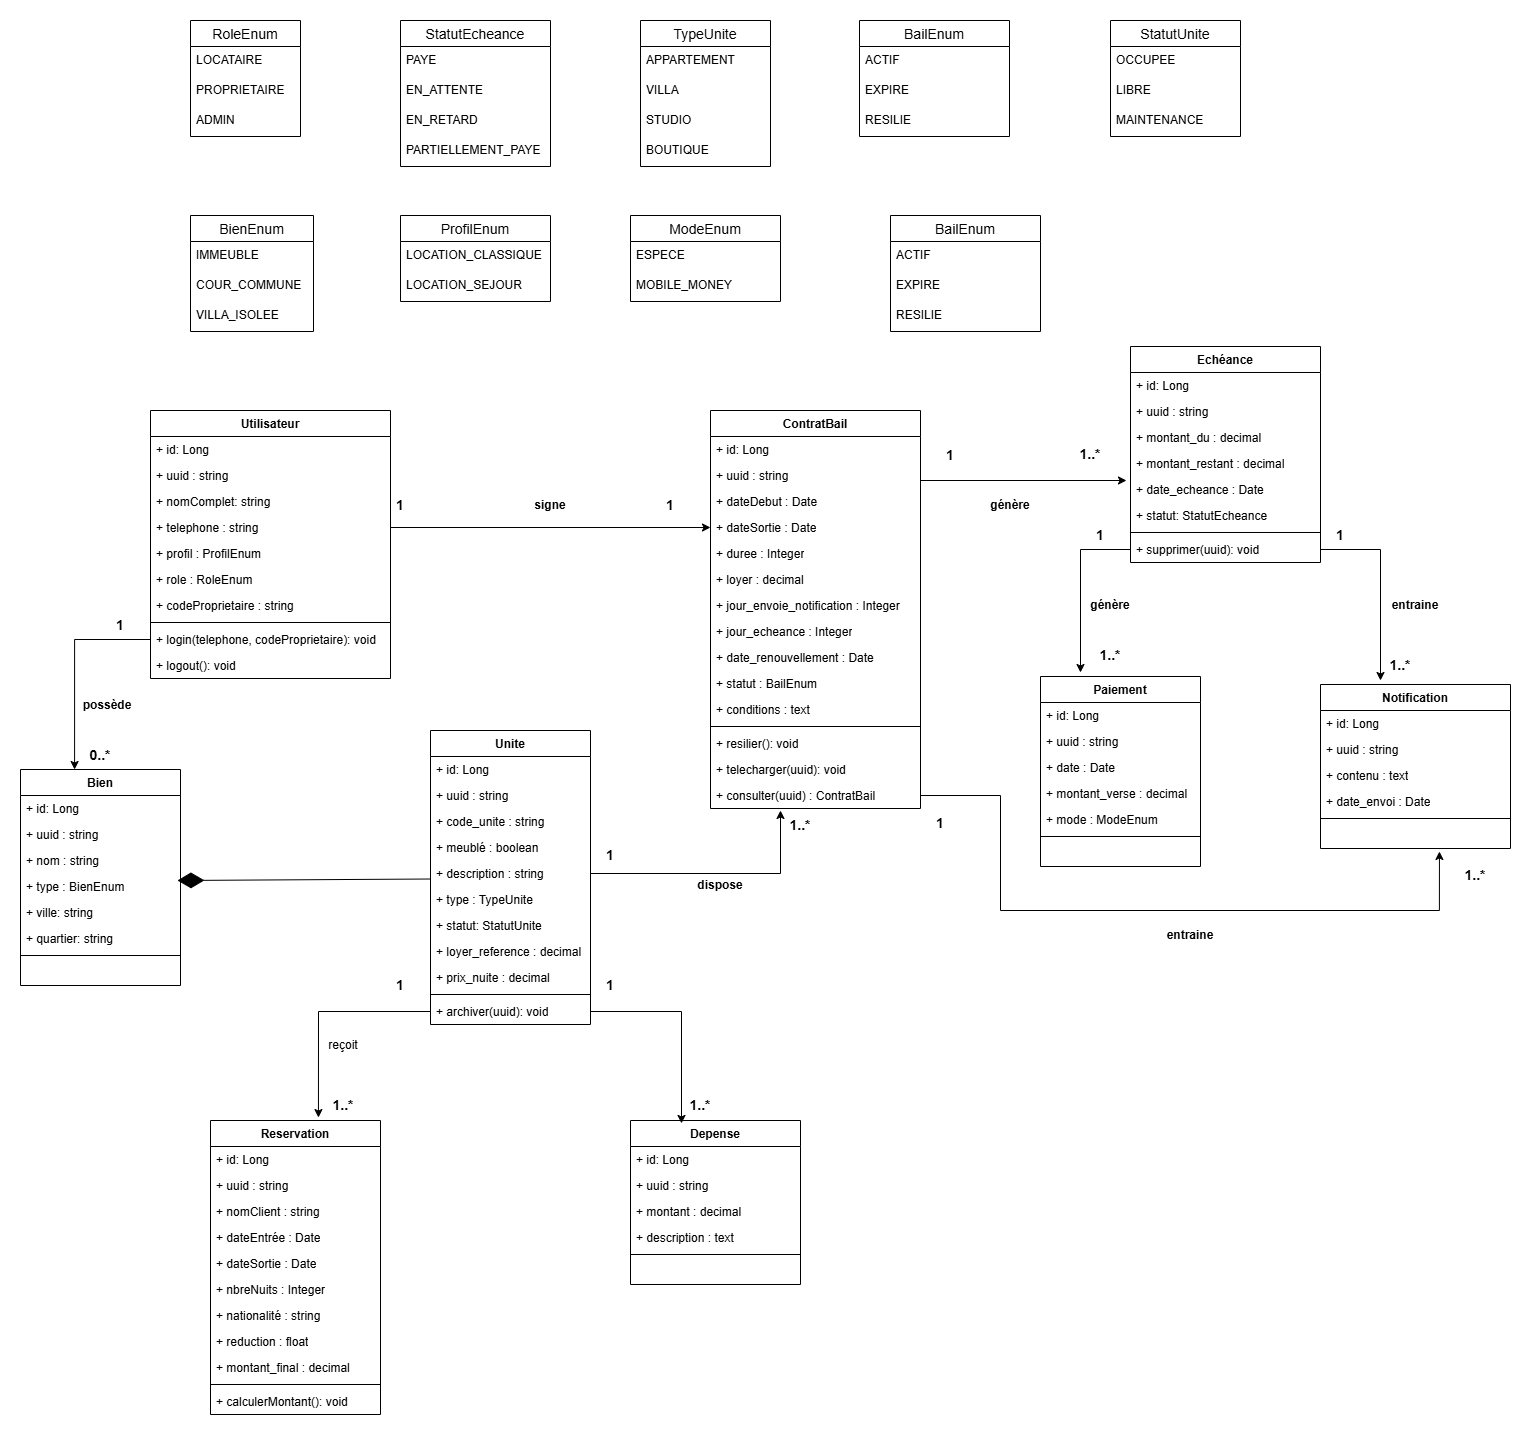 RoleEnum
LOCATAIRE
PROPRIETAIRE
ADMIN
StatutEcheance
PAYE
EN_ATTENTE
EN_RETARD
PARTIELLEMENT_PAYE
TypeUnite
APPARTEMENT
VILLA
STUDIO
BOUTIQUE
BailEnum
ACTIF
EXPIRE
RESILIE
StatutUnite
OCCUPEE
LIBRE
MAINTENANCE
BienEnum
IMMEUBLE
COUR_COMMUNE
VILLA_ISOLEE
ProfilEnum
LOCATION_CLASSIQUE
LOCATION_SEJOUR
ModeEnum
ESPECE
MOBILE_MONEY
BailEnum
ACTIF
EXPIRE
RESILIE
Utilisateur
+ id: Long
+ uuid : string
+ nomComplet: string
+ telephone : string
+ profil : ProfilEnum
+ role : RoleEnum
+ codeProprietaire : string
+ login(telephone, codeProprietaire): void
+ logout(): void
1
signe
1
ContratBail
+ id: Long
+ uuid : string
+ dateDebut : Date
+ dateSortie : Date
+ duree : Integer
+ loyer : decimal
+ jour_envoie_notification : Integer
+ jour_echeance : Integer
+ date_renouvellement : Date
+ statut : BailEnum
+ conditions : text
+ resilier(): void
+ telecharger(uuid): void
+ consulter(uuid) : ContratBail
1
1..*
génère
Echéance
+ id: Long
+ uuid : string
+ montant_du : decimal
+ montant_restant : decimal
+ date_echeance : Date
+ statut: StatutEcheance
+ supprimer(uuid): void
1
génère
1..*
1
entraine
1..*
Paiement
+ id: Long
+ uuid : string
+ date : Date
+ montant_verse : decimal
+ mode : ModeEnum
Notification
+ id: Long
+ uuid : string
+ contenu : text
+ date_envoi : Date
1
entraine
1..*
1
possède
0..*
Bien
+ id: Long
+ uuid : string
+ nom : string
+ type : BienEnum
+ ville: string
+ quartier: string
Unite
+ id: Long
+ uuid : string
+ code_unite : string
+ meublé : boolean
+ description : string
+ type : TypeUnite
+ statut: StatutUnite
+ loyer_reference : decimal
+ prix_nuite : decimal
+ archiver(uuid): void
1
dispose
1..*
1
reçoit
1..*
1
1..*
Reservation
+ id: Long
+ uuid : string
+ nomClient : string
+ dateEntrée : Date
+ dateSortie : Date
+ nbreNuits : Integer
+ nationalité : string
+ reduction : float
+ montant_final : decimal
+ calculerMontant(): void
Depense
+ id: Long
+ uuid : string
+ montant : decimal
+ description : text